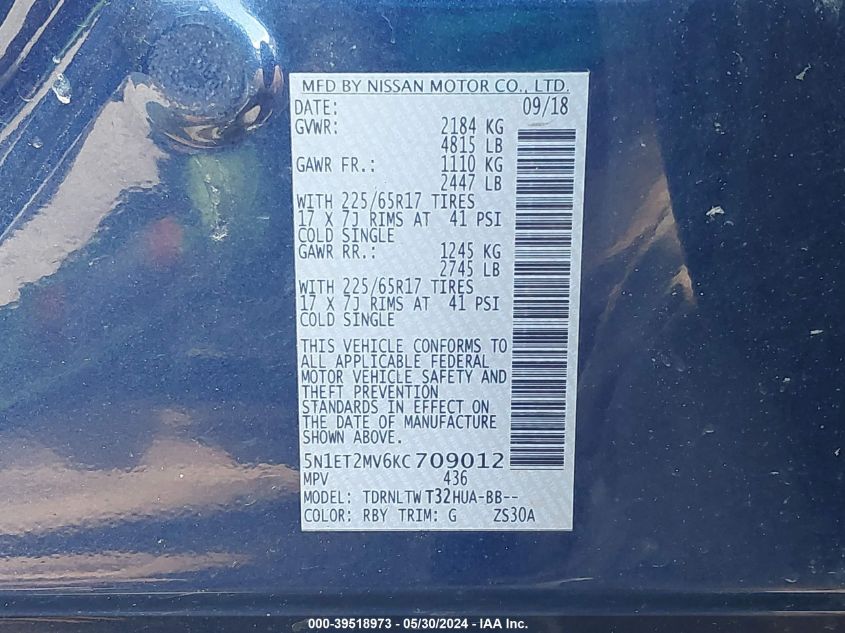 MFD BY NISSAN MOTOR CO., LTD.
DATE: 09/18
GVWR: 2184 KG
4815 LB
GAWR FR.: 1110 KG
2447 LB
WITH 225/65R17 TIRES
17 X 7J RIMS AT 41 PSI
COLD SINGLE
GAWR RR.: 1245 KG
2745 LB
WITH 225/65R17 TIRES
17 X 7J RIMS AT 41 PSI
COLD SINGLE
THIS VEHICLE CONFORMS TO
ALL APPLICABLE FEDERAL
MOTOR VEHICLE SAFETY AND
THEFT PREVENTION
STANDARDS IN EFFECT ON
THE DATE OF MANUFACTURE
SHOWN ABOVE.
5N1ET2MV6KC709012
MPV 436
MODEL: TDRNLTWT32HUA-BB--
COLOR: RBY TRIM: G ZS30A
000-39518973 - 05/30/2024 - IAA Inc.